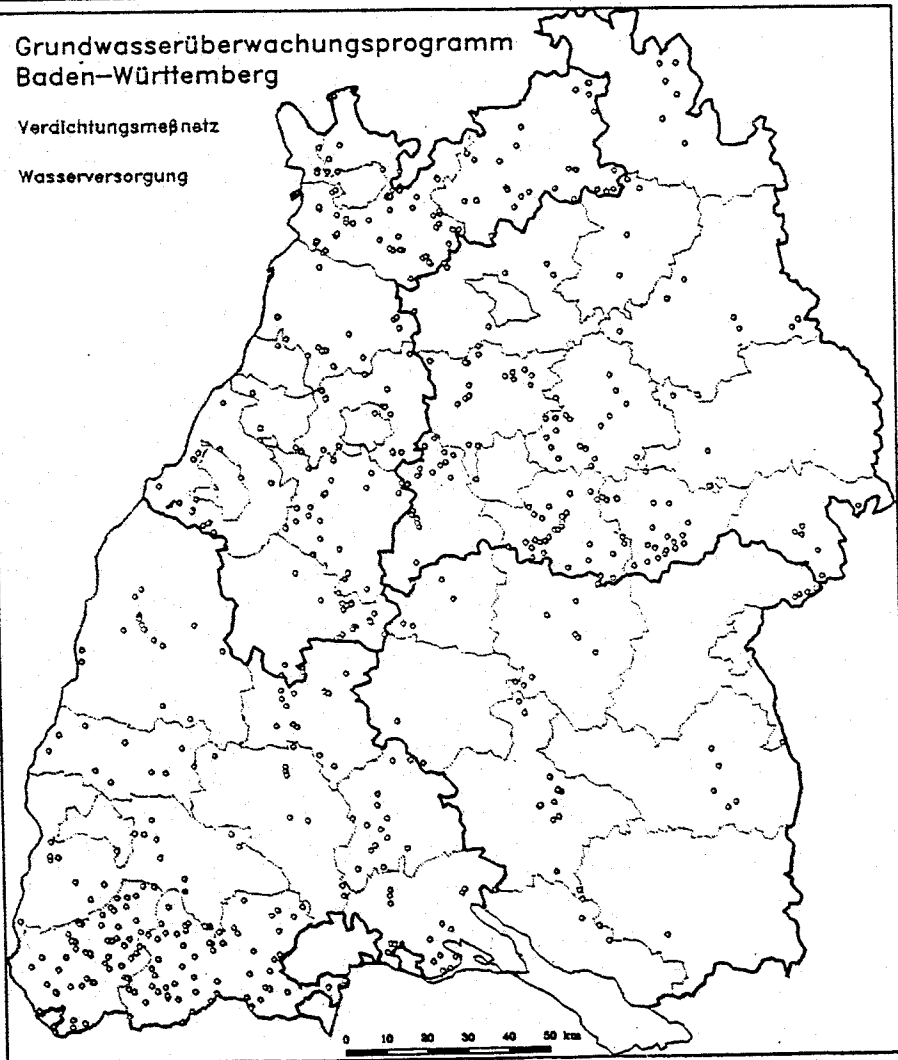 Grundwasserüberwachungsprogramm
Baden-Württemberg
Verdichtungsmeßnetz
Wasserversorgung
0 10 20 30 40 50 km